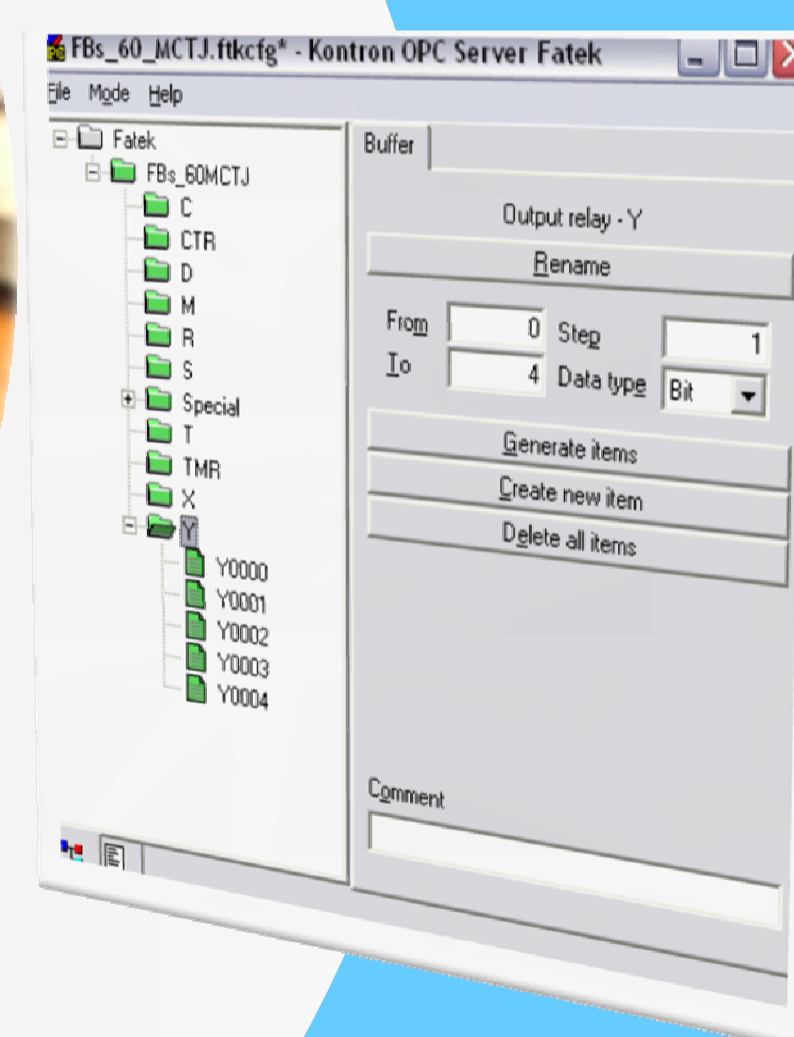 FBs_60_MCTJ.ftkcfg* - Kontron OPC Server Fatek
File Mode Help
Fatek
FBs_60MCTJ
C
CTR
D
M
R
S
Special
T
TMR
X
Y
Y0000
Y0001
Y0002
Y0003
Y0004
Buffer
Output relay - Y
Rename
From 0 Step 1
To 4 Data type Bit
Generate items
Create new item
Delete all items
Comment